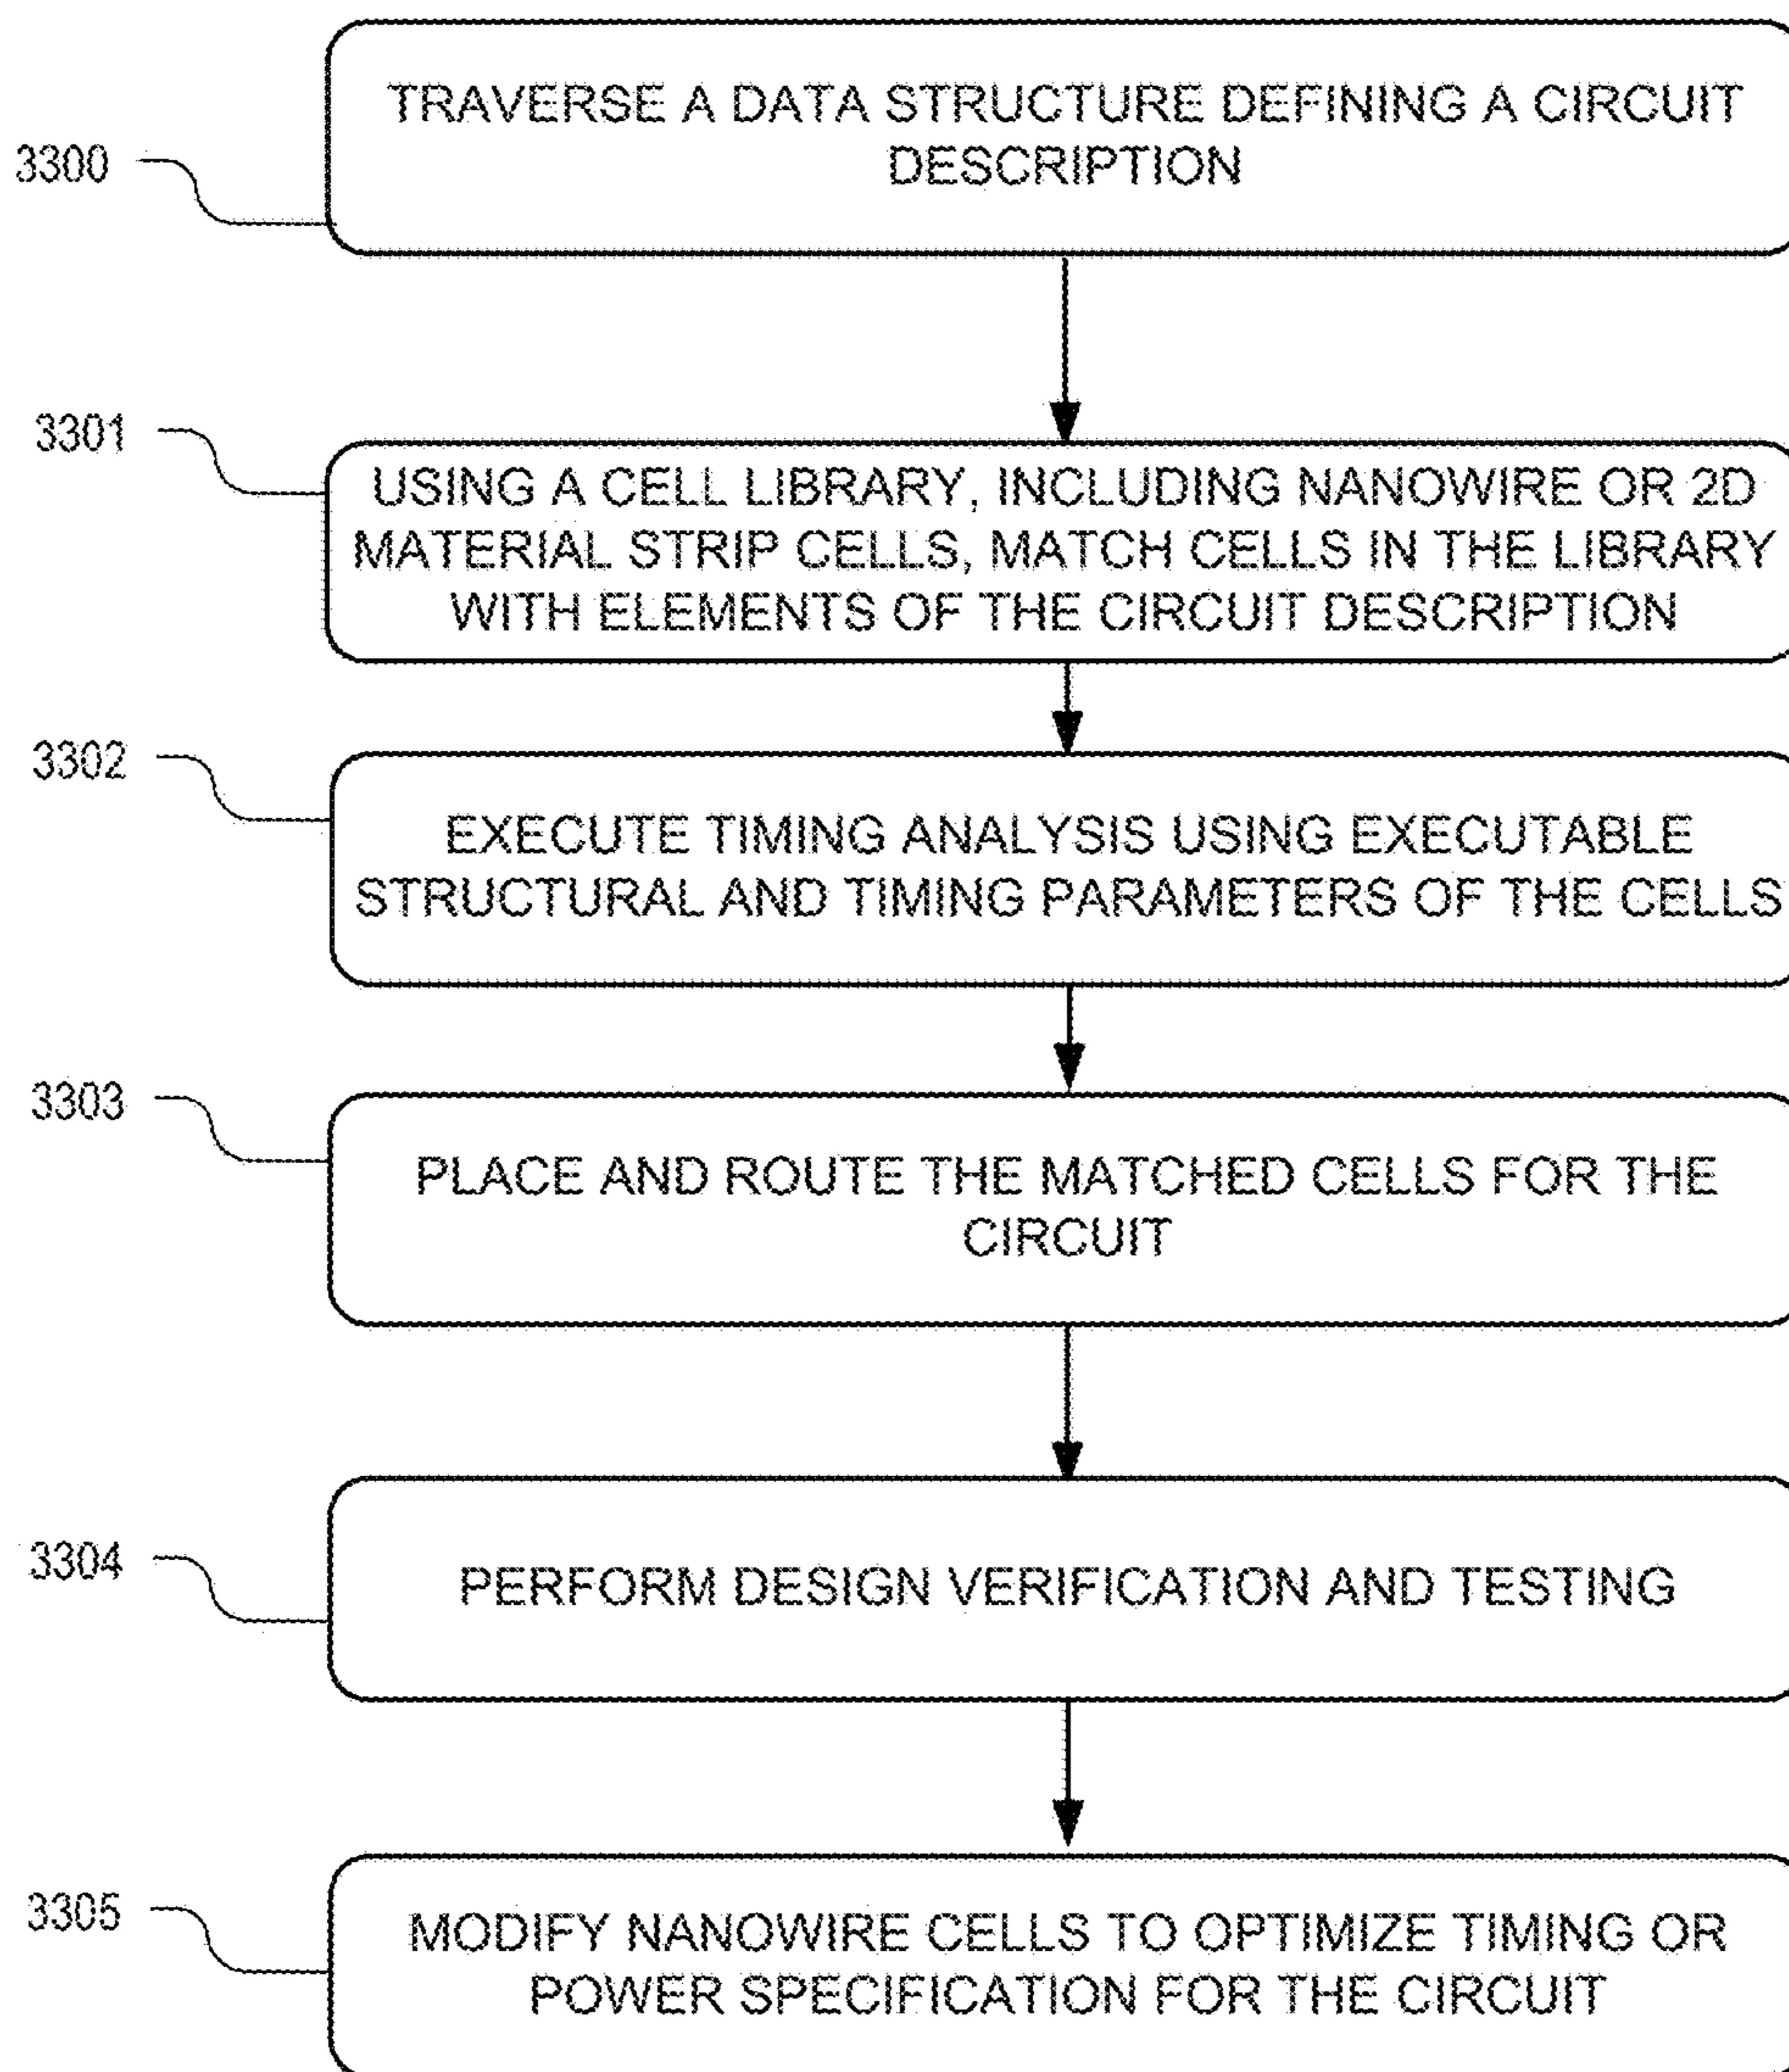 TRAVERSE A DATA STRUCTURE DEFINING A CIRCUIT
DESCRIPTION
3300
3301
USING A CELL LIBRARY, INCLUDING NANOWIRE OR 2D
MATERIAL STRIP CELLS, MATCH CELLS IN THE LIBRARY
WITH ELEMENTS OF THE CIRCUIT DESCRIPTION
3302
EXECUTE TIMING ANALYSIS USING EXECUTABLE
STRUCTURAL AND TIMING PARAMETERS OF THE CELLS
3303
PLACE AND ROUTE THE MATCHED CELLS FOR THE
CIRCUIT
3304
PERFORM DESIGN VERIFICATION AND TESTING
3305
MODIFY NANOWIRE CELLS TO OPTIMIZE TIMING OR
POWER SPECIFICATION FOR THE CIRCUIT